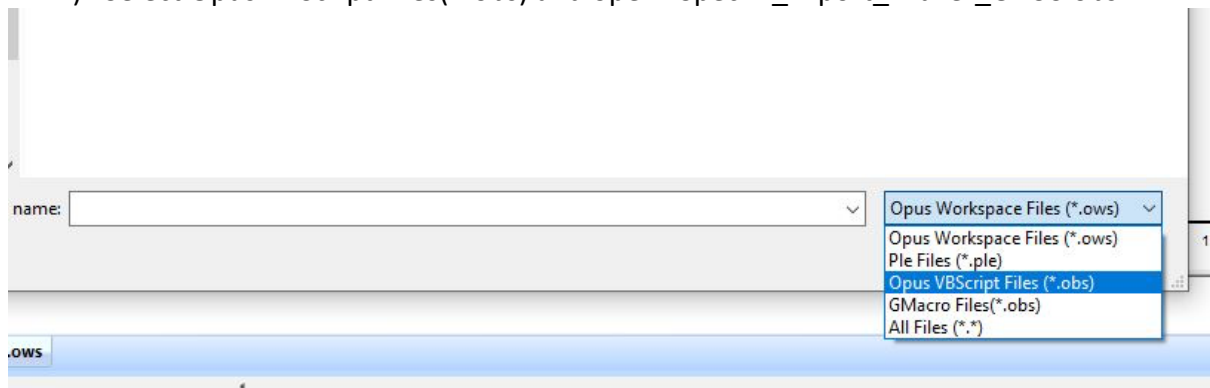 name:
Opus Workspace Files (*.ows)
Opus Workspace Files (*.ows)
Ple Files (*.ple)
Opus VBScript Files (*.obs)
GMacro Files(*.obs)
All Files (*.*)
1
.ows